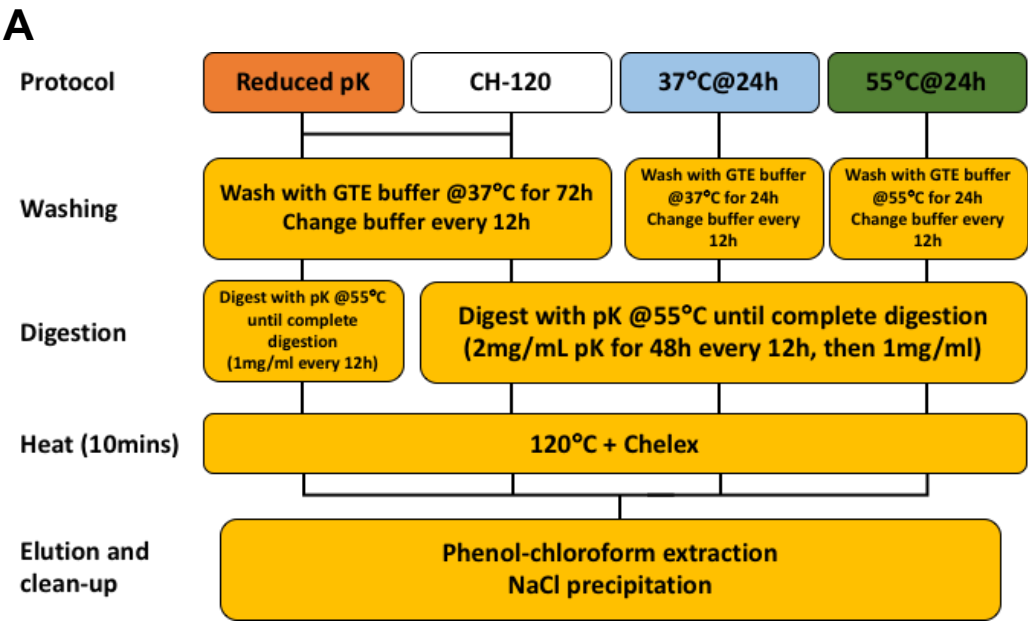 A
Protocol
Reduced pK
CH-120
37°C@24h
55°C@24h
Washing
Wash with GTE buffer @37°C for 72h
Change buffer every 12h
Wash with GTE buffer
@37°C for 24h
Change buffer every
12h
Wash with GTE buffer
@55°C for 24h
Change buffer every
12h
Digestion
Digest with pK @55°C
until complete
digestion
(1mg/ml every 12h)
Digest with pK @55°C until complete digestion
(2mg/mL pK for 48h every 12h, then 1mg/ml)
Heat (10mins)
120°C + Chelex
Elution and
clean-up
Phenol-chloroform extraction
NaCl precipitation